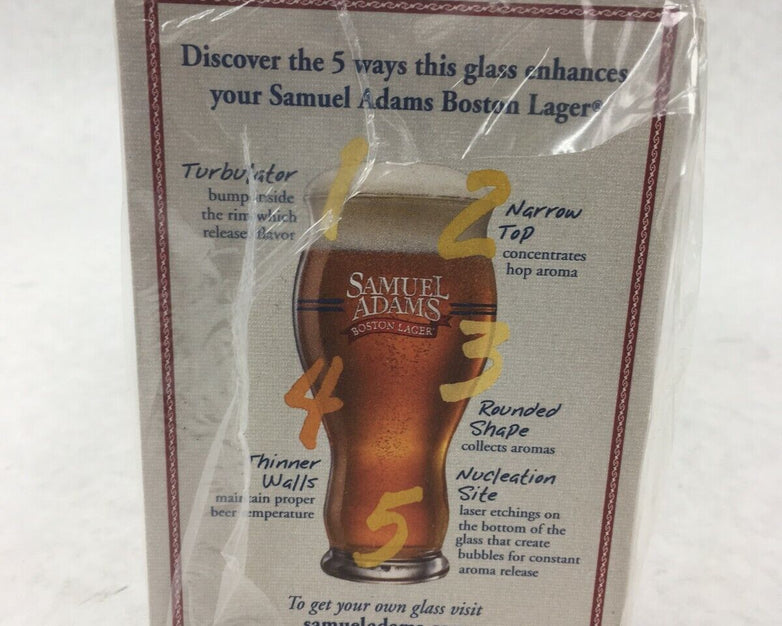 Discover the 5 ways this glass enhances
your Samuel Adams Boston Lager®
1
Turbulator
bump inside
the rim which
releases flavor
2
Narrow
Top
concentrates
hop aroma
SAMUEL
ADAMS
BOSTON LAGER®
3
Rounded
Shape
collects aromas
4
Thinner
Walls
maintain proper
beer temperature
5
Nucleation
Site
laser etchings on
the bottom of the
glass that create
bubbles for constant
aroma release
To get your own glass visit